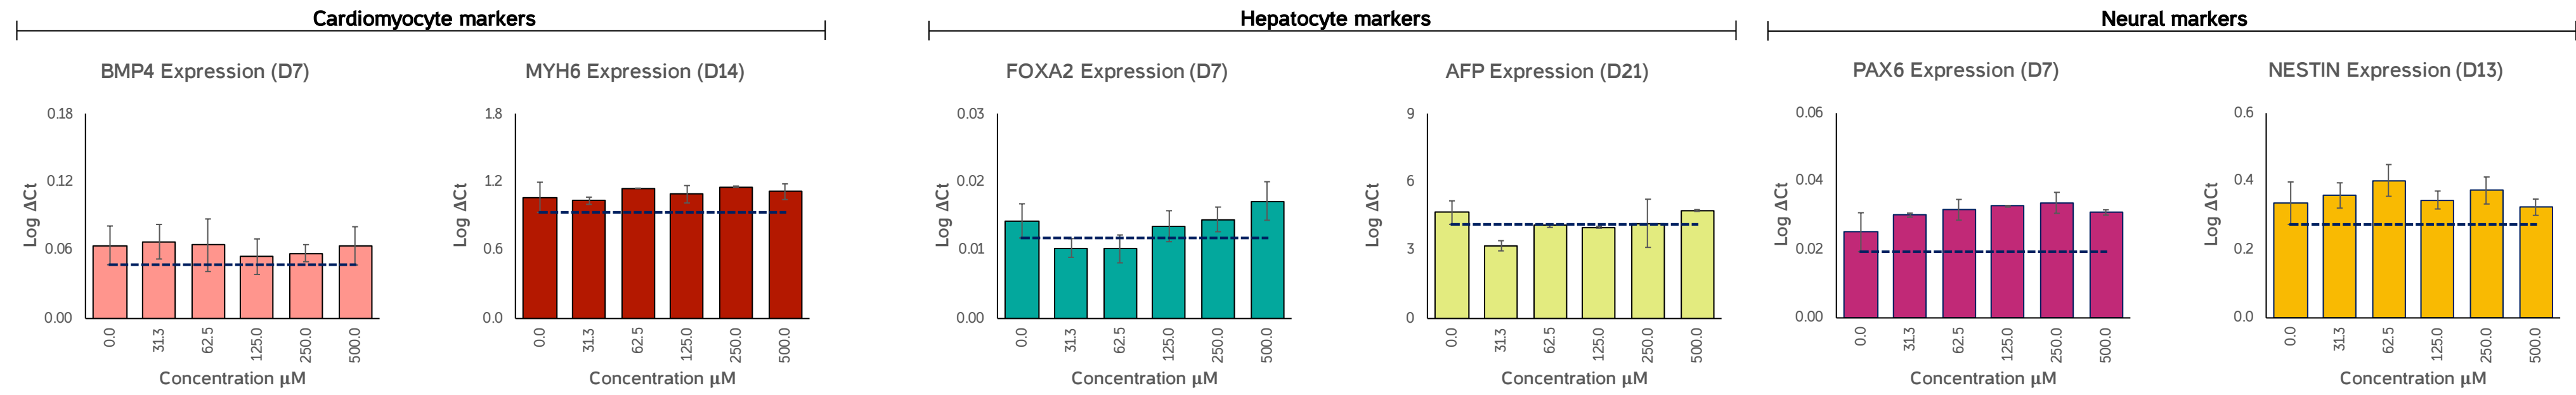 Cardiomyocyte markers
Hepatocyte markers
Neural markers
BMP4 Expression (D7)
0.18
0.12
0.06
0.00
Log ΔCt
0.0 31.3 62.5 125.0 250.0 500.0
Concentration µM
MYH6 Expression (D14)
1.8
1.2
0.6
0.0
Log ΔCt
0.0 31.3 62.5 125.0 250.0 500.0
Concentration µM
FOXA2 Expression (D7)
0.03
0.02
0.01
0.00
Log ΔCt
0.0 31.3 62.5 125.0 250.0 500.0
Concentration µM
AFP Expression (D21)
9
6
3
0
Log ΔCt
0.0 31.3 62.5 125.0 250.0 500.0
Concentration µM
PAX6 Expression (D7)
0.06
0.04
0.02
0.00
Log ΔCt
0.0 31.3 62.5 125.0 250.0 500.0
Concentration µM
NESTIN Expression (D13)
0.6
0.4
0.2
0.0
Log ΔCt
0.0 31.3 62.5 125.0 250.0 500.0
Concentration µM